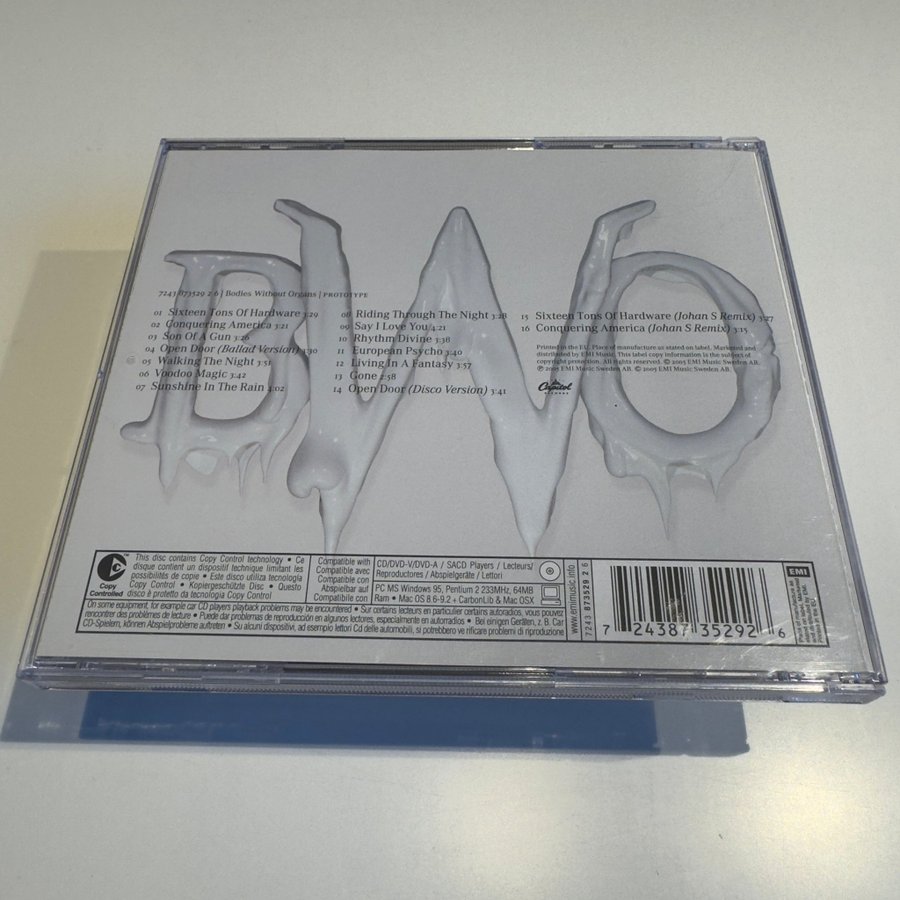 BWO
7243 873529 2 6 | Bodies Without Organs | PROTOTYPE
01 Sixteen Tons Of Hardware 3:29
02 Conquering America 3:21
03 Son Of A Gun 3:26
04 Open Door (Ballad Version) 1:30
05 Walking The Night 3:51
06 Voodoo Magic 3:42
07 Sunshine In The Rain 4:02
08 Riding Through The Night 3:28
09 Say I Love You 4:21
10 Rhythm Divine 3:38
11 European Psycho 3:40
12 Living In A Fantasy 3:57
13 Gone 2:58
14 Open Door (Disco Version) 3:41
15 Sixteen Tons Of Hardware (Johan S Remix) 3:27
16 Conquering America (Johan S Remix) 3:15
Printed in the EU. Place of manufacture as stated on label. Marketed and
distributed by EMI Music. This label copy information is the subject of
copyright protection. All rights reserved. © 2005 EMI Music Sweden AB.
℗ 2005 EMI Music Sweden AB. © 2005 EMI Music Sweden AB.
Capitol
RECORDS
Copy
Controlled
This disc contains Copy Control technology • Ce
disque contient un dispositif technique limitant les
possibilités de copie • Este disco utiliza tecnología
Copy Control • Kopiergeschützte Disc • Questo
disco è protetto da tecnologia Copy Control
Compatible with
Compatible avec
Compatible con
Abspielbar auf
Compatibile con
CD/DVD-V/DVD-A / SACD Players / Lecteurs/
Reproductores / Abspielgeräte / Lettori
PC MS Windows 95, Pentium 2 233MHz, 64MB
Ram • Mac OS 8.6-9.2 + CarbonLib & Mac OSX
On some equipment, for example car CD players playback problems may be encountered • Sur certains lecteurs en particulier certains autoradios, vous pouvez
rencontrer des problèmes de lecture • Puede dar problemas de reproducción en algunos lectores, especialmente en autoradios • Bei einigen Geräten, z. B. Car
CD-Spielern, können Abspielprobleme auftreten • Su alcuni dispositivi, ad esempio lettori Cd delle automobili, si potrebbero verificare problemi di riproduzione
www.emimusic.info
7243 873529 2 6
7 24387 35292 6
EMI